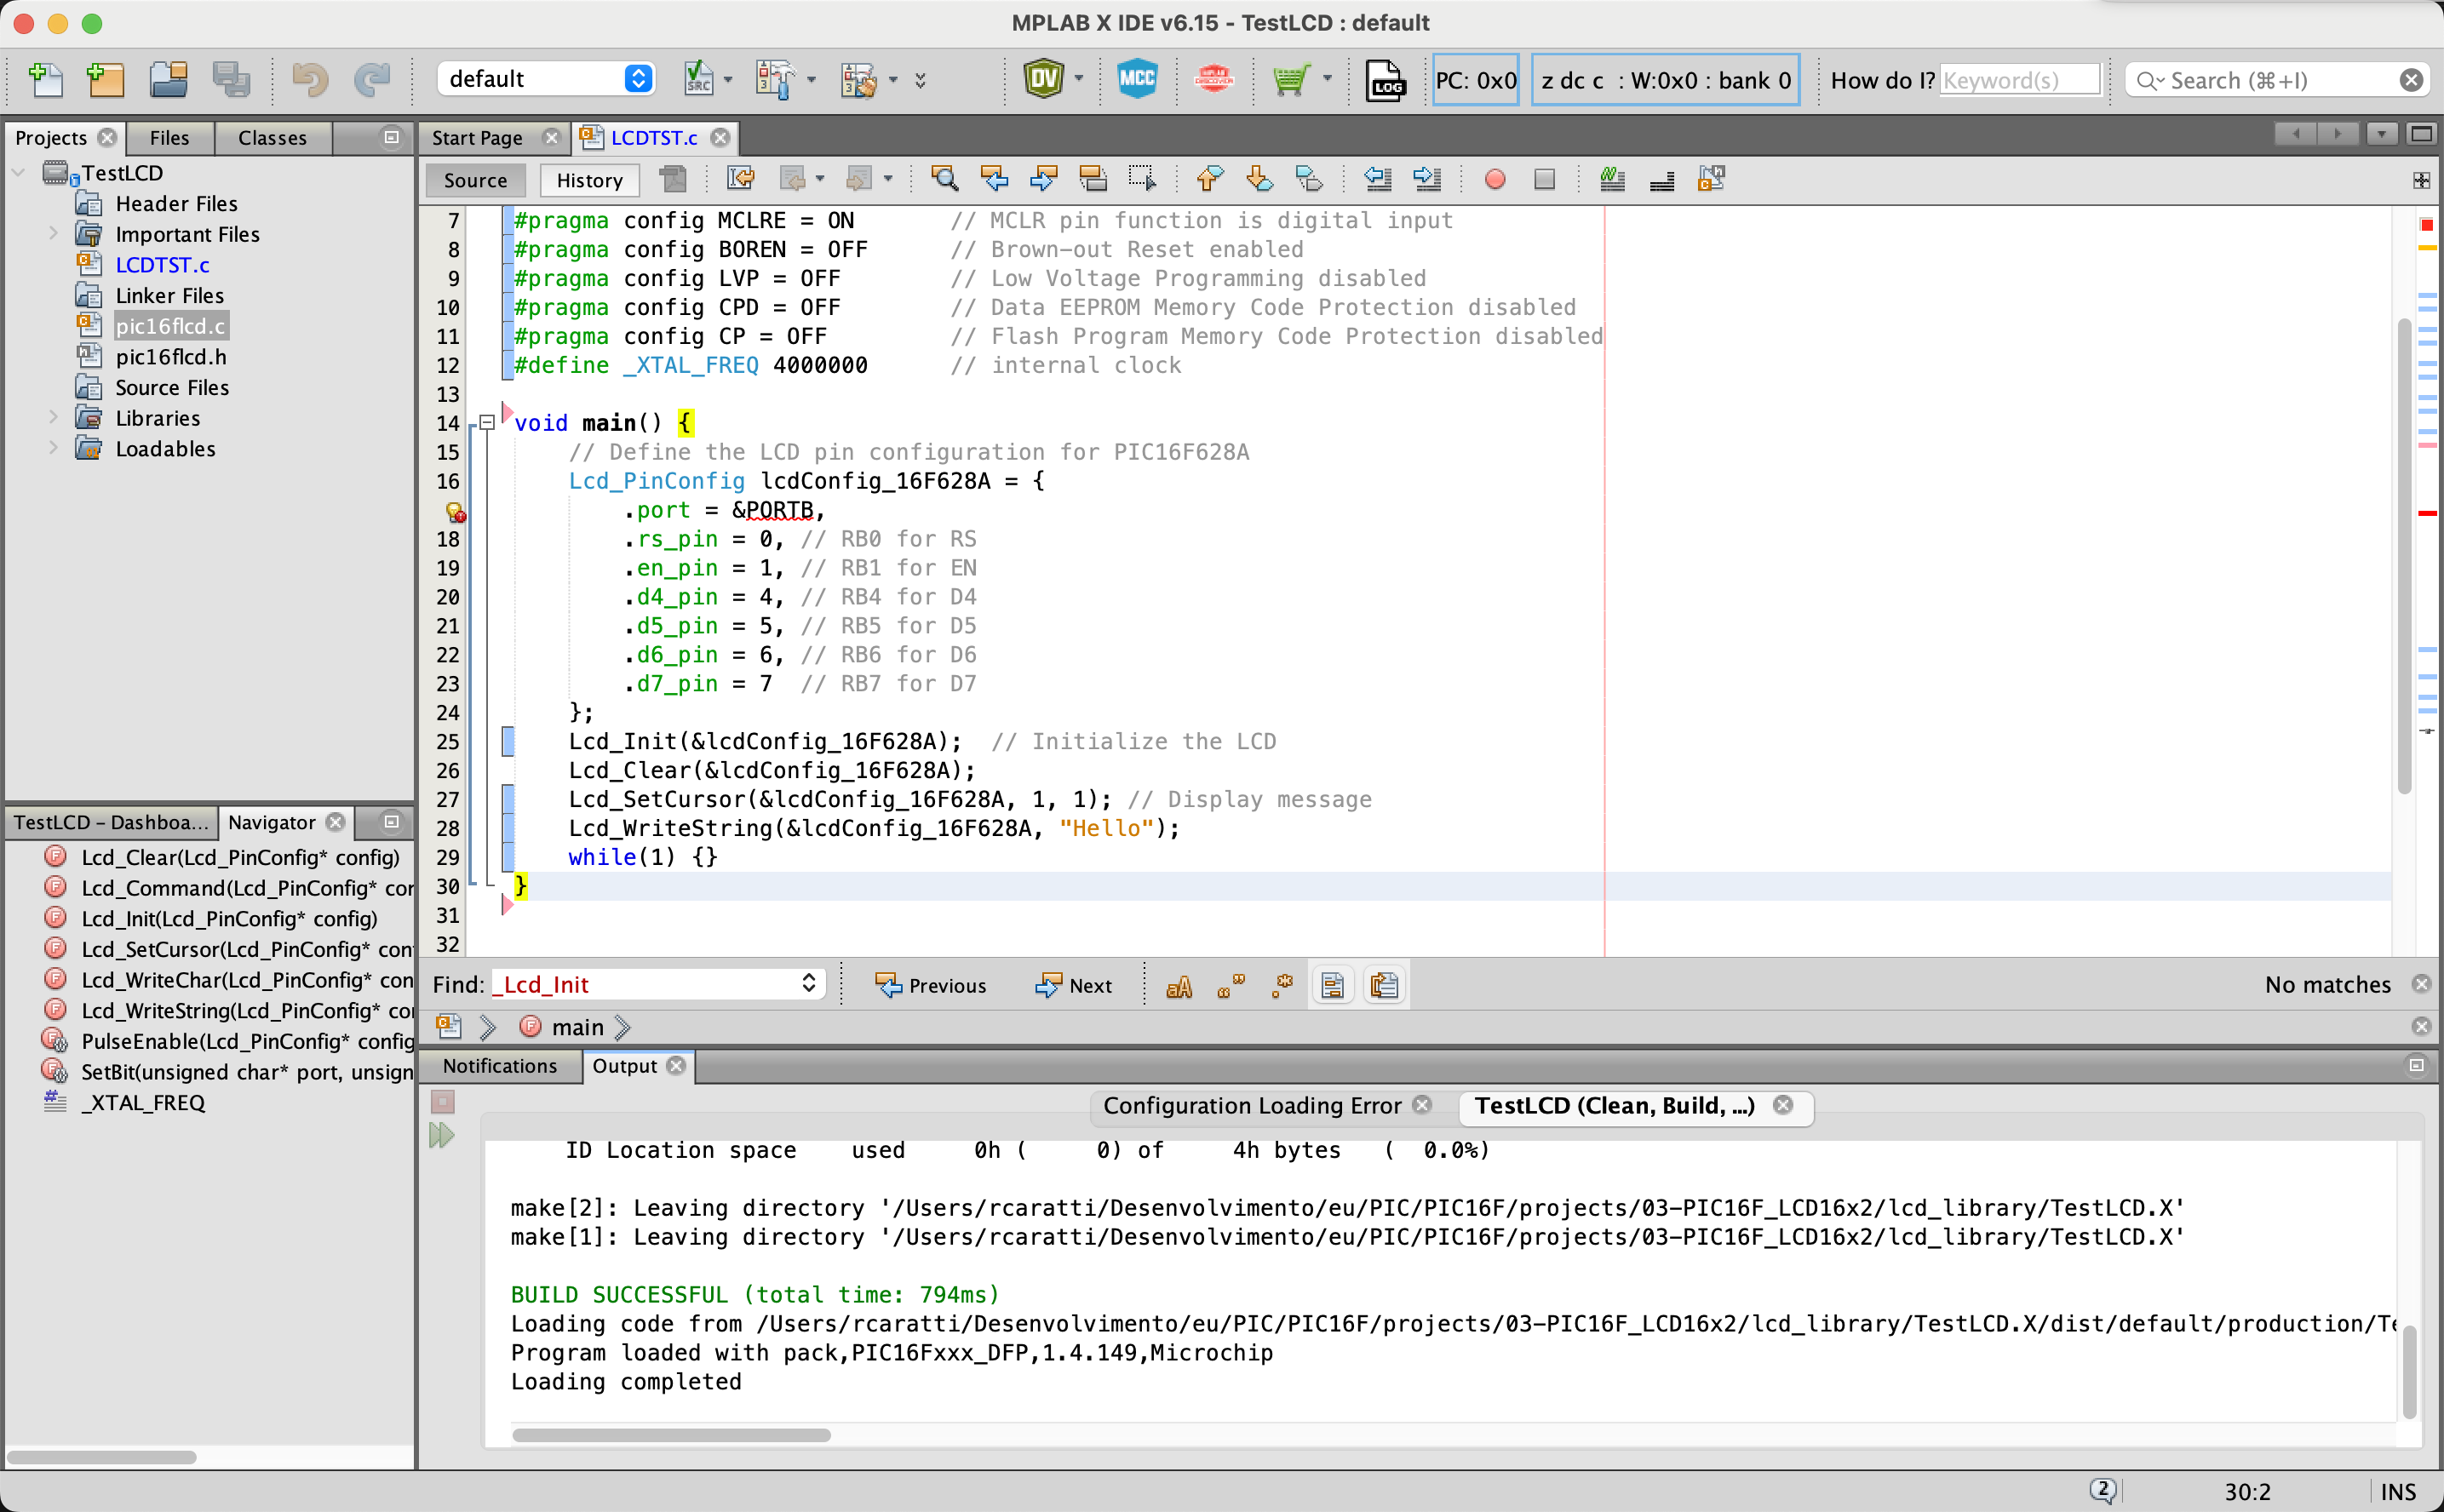 MPLAB X IDE v6.15 - TestLCD : default
default
PC: 0x0
z dc c : W:0x0 : bank 0
How do I?
Keyword(s)
Search (⌘+I)
Projects
Files
Classes
TestLCD
Header Files
Important Files
LCDTST.c
Linker Files
pic16flcd.c
pic16flcd.h
Source Files
Libraries
Loadables
TestLCD – Dashboa...
Navigator
Lcd_Clear(Lcd_PinConfig* config)
Lcd_Command(Lcd_PinConfig* cor
Lcd_Init(Lcd_PinConfig* config)
Lcd_SetCursor(Lcd_PinConfig* con
Lcd_WriteChar(Lcd_PinConfig* con
Lcd_WriteString(Lcd_PinConfig* co
PulseEnable(Lcd_PinConfig* config
SetBit(unsigned char* port, unsign
_XTAL_FREQ
Start Page
LCDTST.c
Source
History
7 #pragma config MCLRE = ON // MCLR pin function is digital input
8 #pragma config BOREN = OFF // Brown-out Reset enabled
9 #pragma config LVP = OFF // Low Voltage Programming disabled
10 #pragma config CPD = OFF // Data EEPROM Memory Code Protection disabled
11 #pragma config CP = OFF // Flash Program Memory Code Protection disabled
12 #define _XTAL_FREQ 4000000 // internal clock
13
14 void main() {
15 // Define the LCD pin configuration for PIC16F628A
16 Lcd_PinConfig lcdConfig_16F628A = {
.port = &PORTB,
18 .rs_pin = 0, // RB0 for RS
19 .en_pin = 1, // RB1 for EN
20 .d4_pin = 4, // RB4 for D4
21 .d5_pin = 5, // RB5 for D5
22 .d6_pin = 6, // RB6 for D6
23 .d7_pin = 7 // RB7 for D7
24 };
25 Lcd_Init(&lcdConfig_16F628A); // Initialize the LCD
26 Lcd_Clear(&lcdConfig_16F628A);
27 Lcd_SetCursor(&lcdConfig_16F628A, 1, 1); // Display message
28 Lcd_WriteString(&lcdConfig_16F628A, "Hello");
29 while(1) {}
30 }
31
32
Find: _Lcd_Init
Previous
Next
No matches
main
Notifications
Output
Configuration Loading Error
TestLCD (Clean, Build, ...)
ID Location space used 0h ( 0) of 4h bytes ( 0.0%)
make[2]: Leaving directory '/Users/rcaratti/Desenvolvimento/eu/PIC/PIC16F/projects/03-PIC16F_LCD16x2/lcd_library/TestLCD.X'
make[1]: Leaving directory '/Users/rcaratti/Desenvolvimento/eu/PIC/PIC16F/projects/03-PIC16F_LCD16x2/lcd_library/TestLCD.X'
BUILD SUCCESSFUL (total time: 794ms)
Loading code from /Users/rcaratti/Desenvolvimento/eu/PIC/PIC16F/projects/03-PIC16F_LCD16x2/lcd_library/TestLCD.X/dist/default/production/Te
Program loaded with pack,PIC16Fxxx_DFP,1.4.149,Microchip
Loading completed
2
30:2
INS